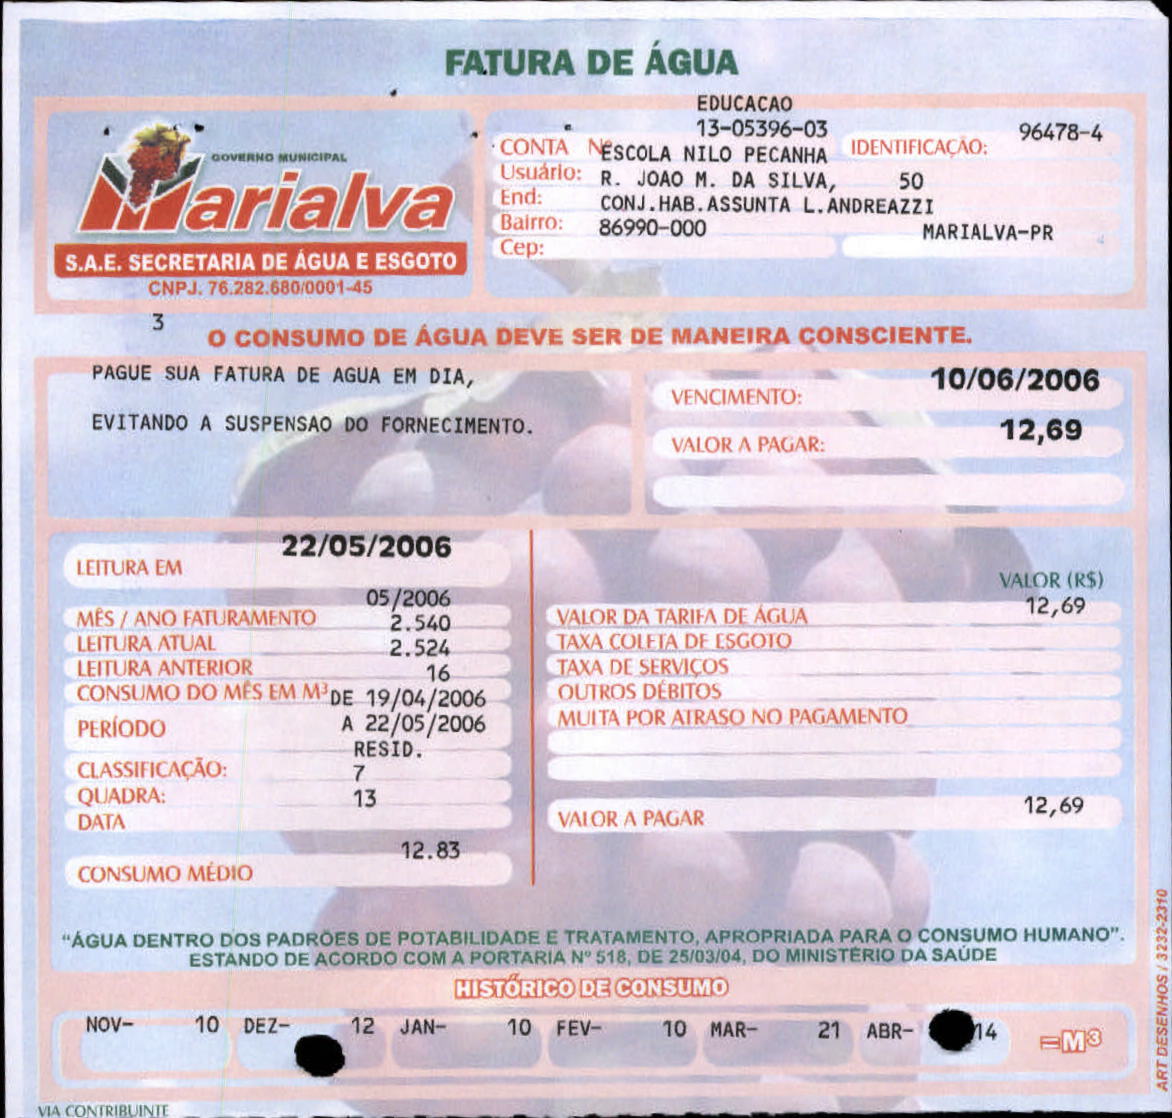 FATURA DE ÁGUA
GOVERNO MUNICIPAL
Marialva
S.A.E. SECRETARIA DE ÁGUA E ESGOTO
CNPJ. 76.282.680/0001-45
EDUCACAO
CONTA Nº 13-05396-03 IDENTIFICAÇÃO: 96478-4
Usuário: ESCOLA NILO PECANHA
End: R. JOAO M. DA SILVA, 50
Bairro: CONJ.HAB.ASSUNTA L.ANDREAZZI
Cep: 86990-000 MARIALVA-PR
3
O CONSUMO DE ÁGUA DEVE SER DE MANEIRA CONSCIENTE.
PAGUE SUA FATURA DE AGUA EM DIA,
EVITANDO A SUSPENSAO DO FORNECIMENTO.
VENCIMENTO: 10/06/2006
VALOR A PAGAR: 12,69
LEITURA EM 22/05/2006
MÊS / ANO FATURAMENTO 05/2006
LEITURA ATUAL 2.540
LEITURA ANTERIOR 2.524
CONSUMO DO MÊS EM M³ 16
PERÍODO DE 19/04/2006
A 22/05/2006
CLASSIFICAÇÃO: RESID.
QUADRA: 7
DATA 13
CONSUMO MÉDIO 12.83
VALOR (R$)
VALOR DA TARIFA DE ÁGUA 12,69
TAXA COLETA DE ESGOTO
TAXA DE SERVIÇOS
OUTROS DÉBITOS
MULTA POR ATRASO NO PAGAMENTO
VALOR A PAGAR 12,69
"ÁGUA DENTRO DOS PADRÕES DE POTABILIDADE E TRATAMENTO, APROPRIADA PARA O CONSUMO HUMANO".
ESTANDO DE ACORDO COM A PORTARIA Nº 518, DE 25/03/04, DO MINISTÉRIO DA SAÚDE
HISTÓRICO DE CONSUMO
NOV- 10 DEZ- 12 JAN- 10 FEV- 10 MAR- 21 ABR- 14 =M³
VIA CONTRIBUINTE
ART DESENHOS / 3232-2310